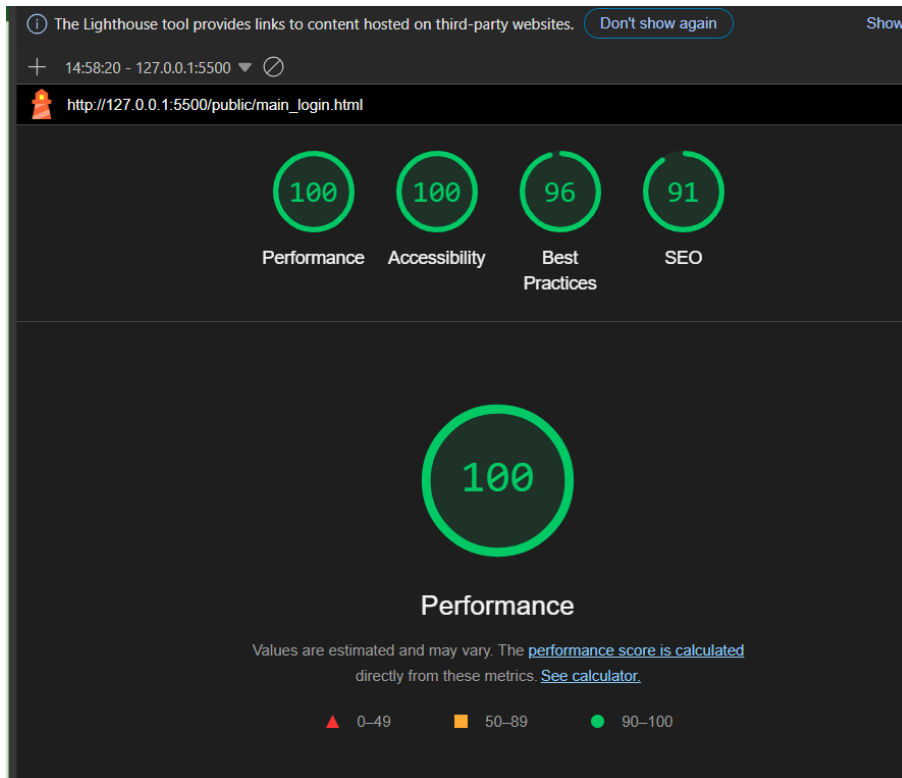 The Lighthouse tool provides links to content hosted on third-party websites. Don't show again Show
14:58:20 - 127.0.0.1:5500
http://127.0.0.1:5500/public/main_login.html
100 100 96 91
Performance Accessibility Best Practices SEO
100
Performance
Values are estimated and may vary. The performance score is calculated
directly from these metrics. See calculator.
0–49 50–89 90–100